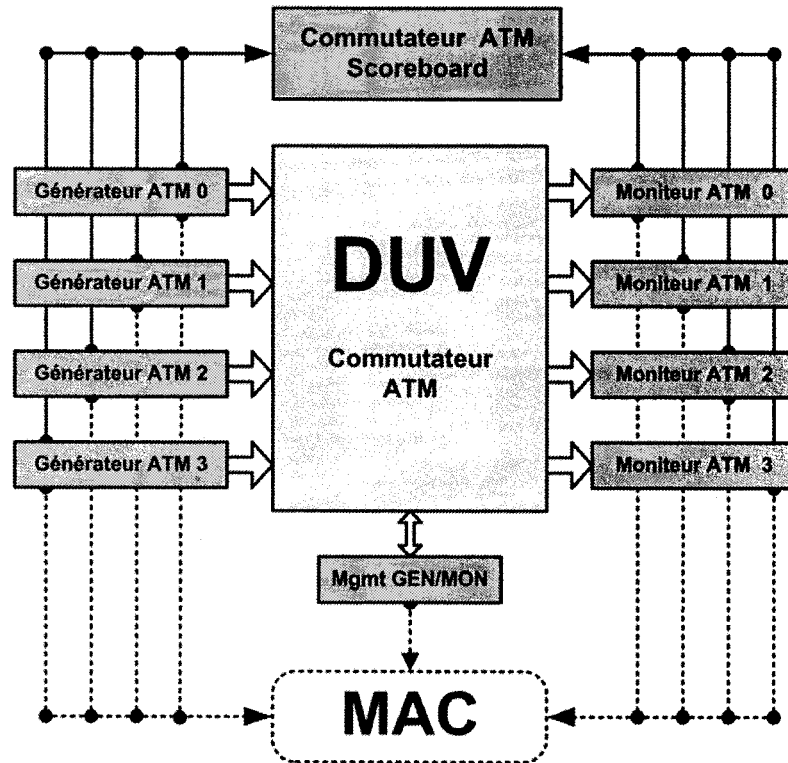 Commutateur ATM
Scoreboard
Générateur ATM 0
Générateur ATM 1
Générateur ATM 2
Générateur ATM 3
DUV
Commutateur
ATM
Moniteur ATM 0
Moniteur ATM 1
Moniteur ATM 2
Moniteur ATM 3
Mgmt GEN/MON
MAC